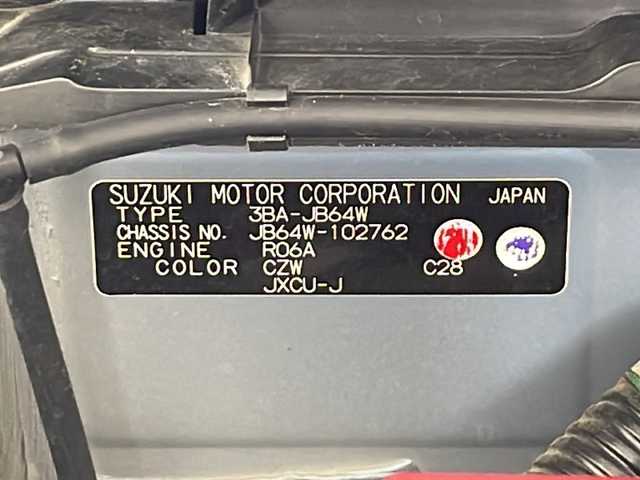 SUZUKI MOTOR CORPORATION JAPAN
TYPE 3BA-JB64W
CHASSIS NO. JB64W-102762
ENGINE R06A
COLOR CZW C28
JXCU-J